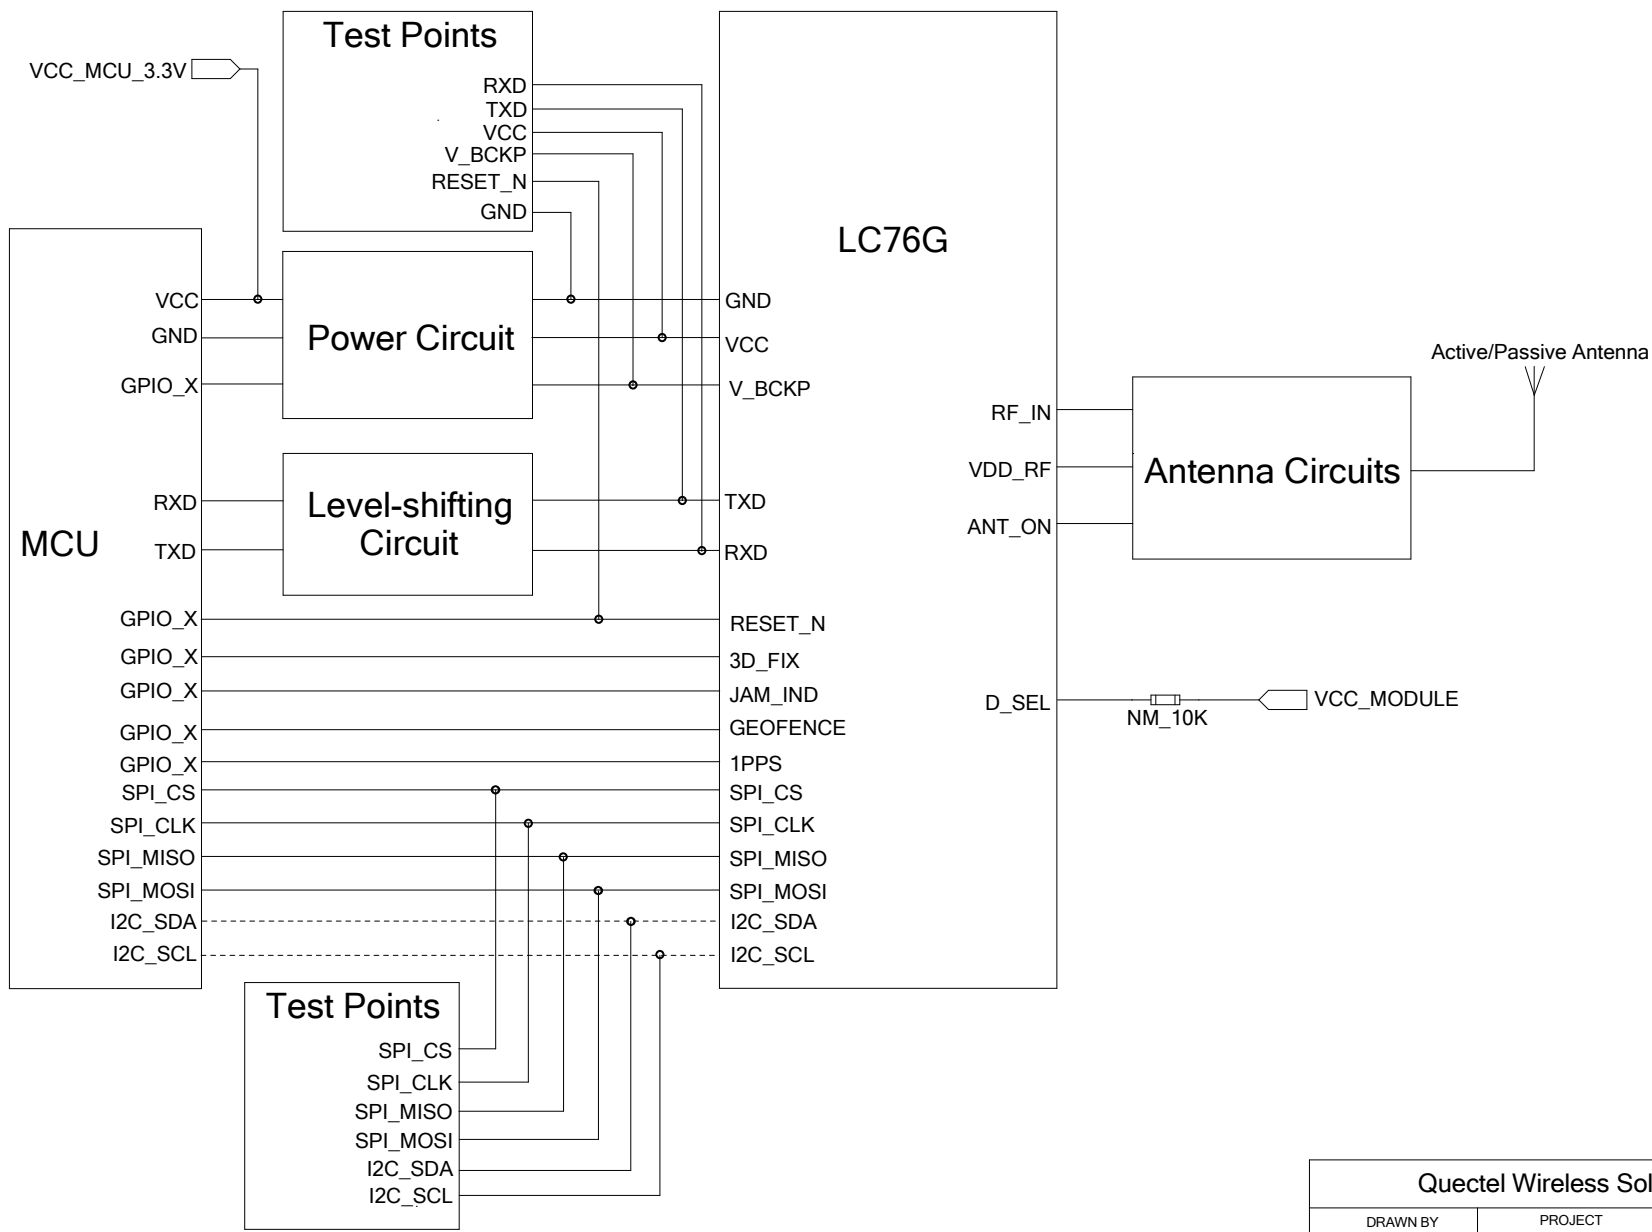 Test Points
VCC_MCU_3.3V
RXD
TXD
VCC
V_BCKP
RESET_N
GND
LC76G
VCC
GND
GPIO_X
Power Circuit
GND
VCC
V_BCKP
Active/Passive Antenna
RF_IN
VDD_RF
ANT_ON
Antenna Circuits
MCU
RXD
TXD
Level-shifting
Circuit
TXD
RXD
GPIO_X
GPIO_X
GPIO_X
GPIO_X
GPIO_X
SPI_CS
SPI_CLK
SPI_MISO
SPI_MOSI
I2C_SDA
I2C_SCL
RESET_N
3D_FIX
JAM_IND
GEOFENCE
1PPS
SPI_CS
SPI_CLK
SPI_MISO
SPI_MOSI
I2C_SDA
I2C_SCL
D_SEL
NM_10K
VCC_MODULE
Test Points
SPI_CS
SPI_CLK
SPI_MISO
SPI_MOSI
I2C_SDA
I2C_SCL
Quectel Wireless Sol
DRAWN BY
PROJECT